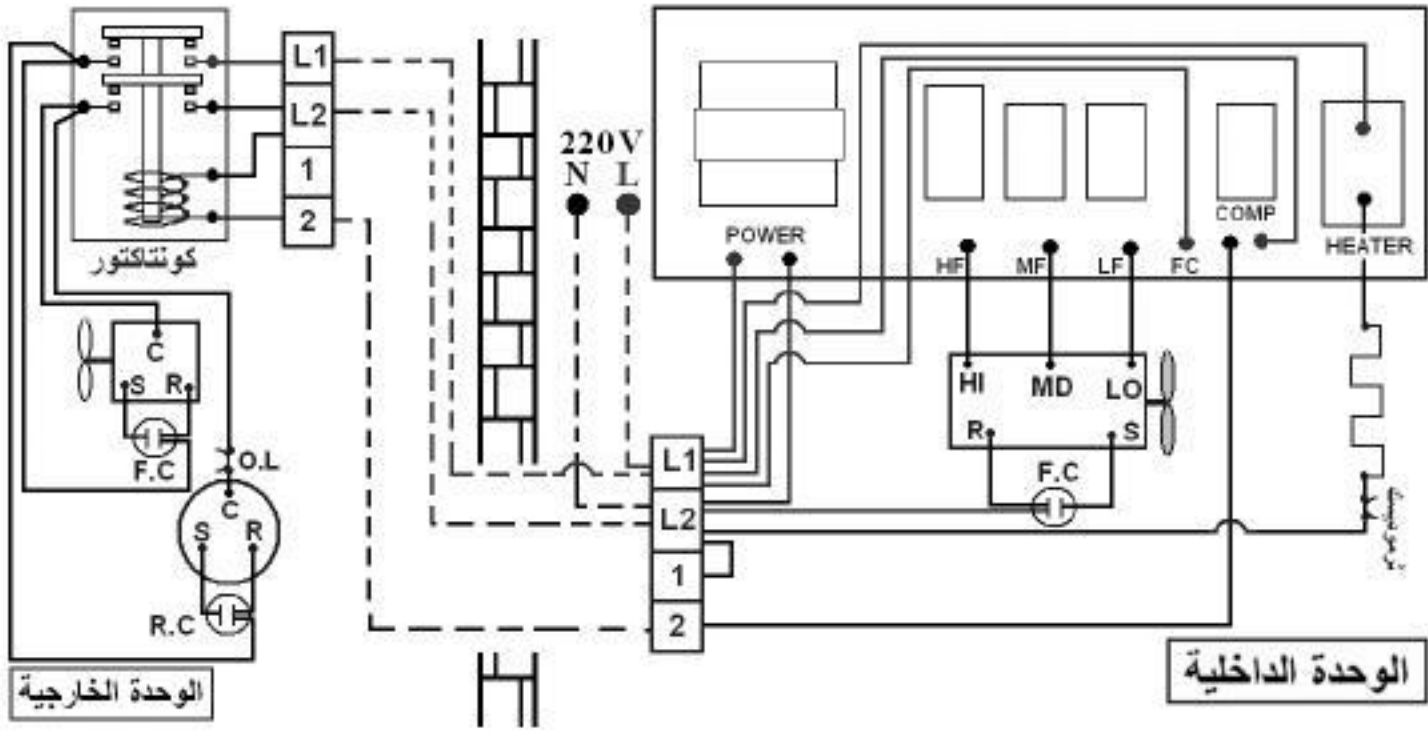 L1
L2
1
2
كونتاكتور
C
S R
F.C
O.L
C
S R
R.C
الوحدة الخارجية
220V
N L
POWER
HF
MF
LF
FC
COMP
HEATER
HI MD LO
R S
F.C
L1
L2
1
2
ترموستات
الوحدة الداخلية